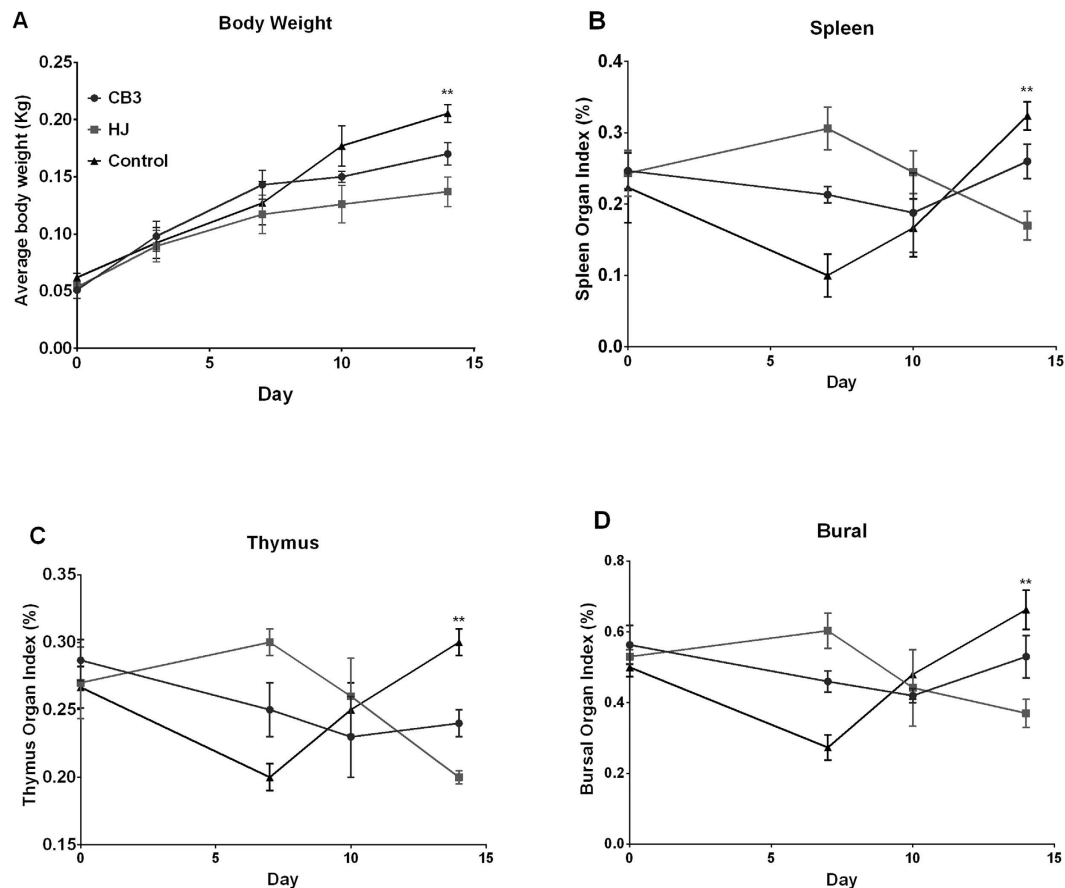 A
Body Weight
Average body weight (Kg)
0.25
0.20
0.15
0.10
0.05
0.00
CB3
HJ
Control
**
0
5
10
15
Day
B
Spleen
Spleen Organ Index (%)
0.4
0.3
0.2
0.1
0.0
**
0
5
10
15
Day
C
Thymus
Thymus Organ Index (%)
0.35
0.30
0.25
0.20
0.15
**
0
5
10
15
Day
D
Bural
Bursal Organ Index (%)
0.8
0.6
0.4
0.2
0.0
**
0
5
10
15
Day